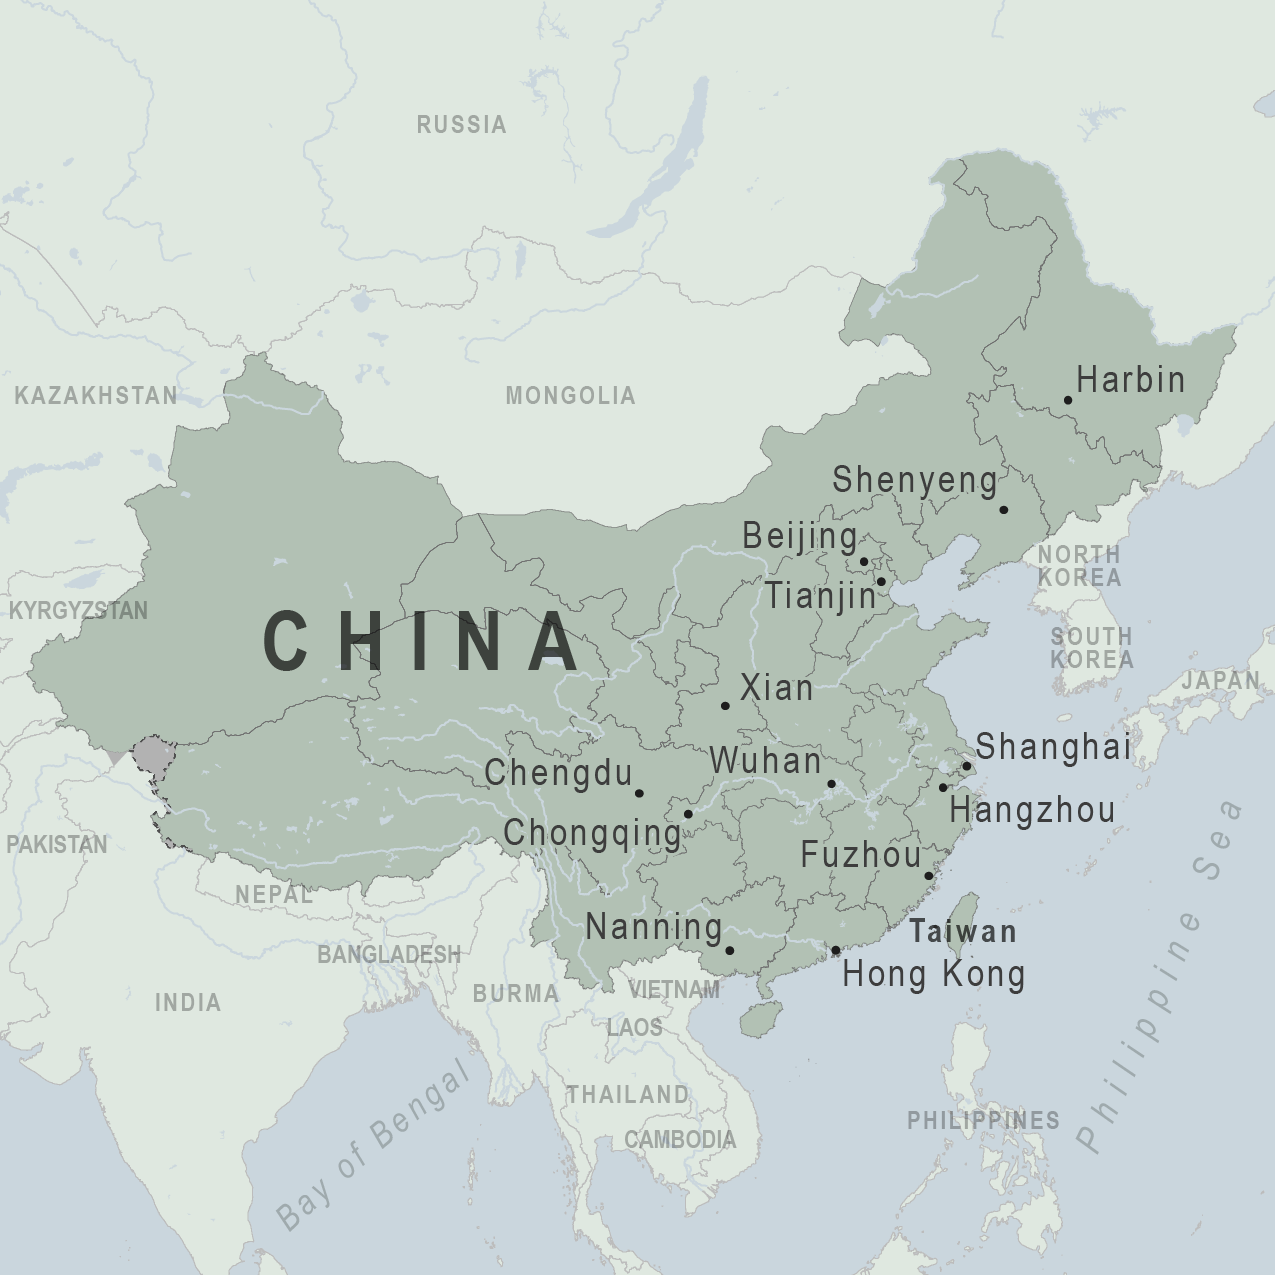 RUSSIA
KAZAKHSTAN
MONGOLIA
Harbin
Shenyeng
Beijing
NORTH
KOREA
Tianjin
KYRGYZSTAN
CHINA
SOUTH
KOREA
JAPAN
Xian
Shanghai
Wuhan
Chengdu
Hangzhou
Chongqing
PAKISTAN
Fuzhou
Philippine Sea
NEPAL
Nanning
Taiwan
BANGLADESH
Hong Kong
INDIA
BURMA
VIETNAM
LAOS
Bay of Bengal
THAILAND
PHILIPPINES
CAMBODIA